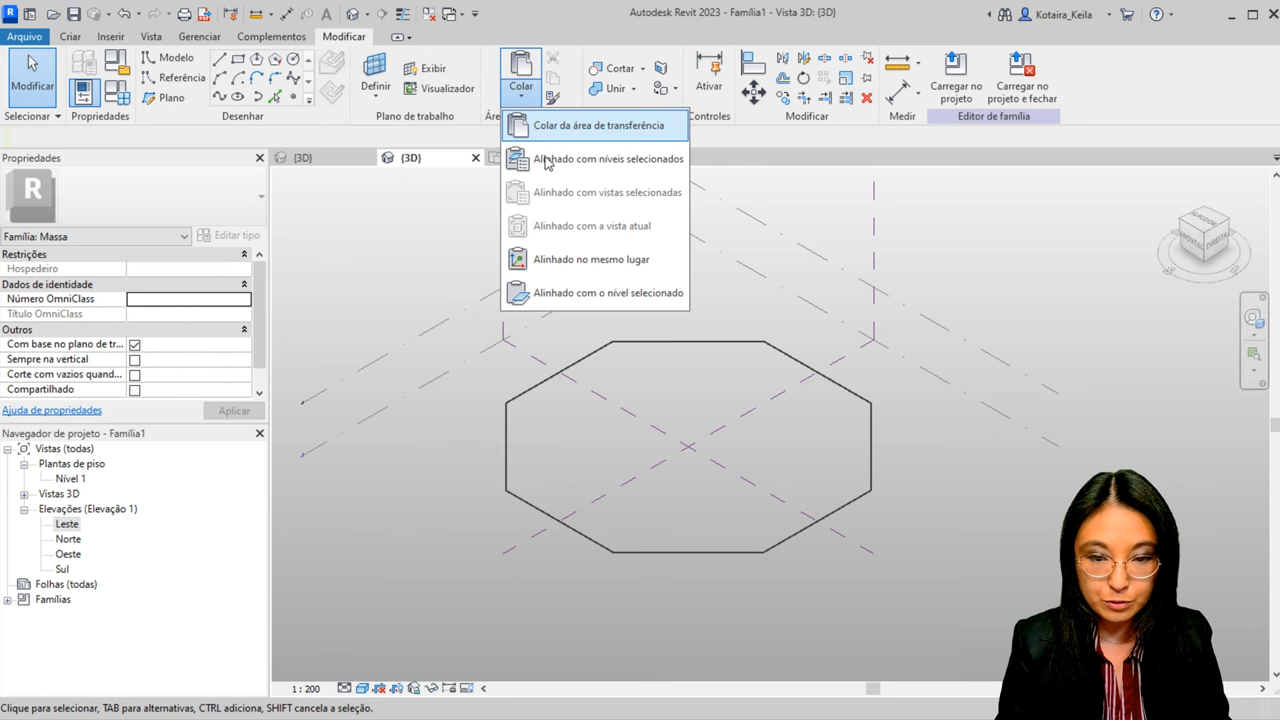 Autodesk Revit 2023 - Família1 - Vista 3D: {3D}
Kotaira_Keila
Arquivo
Criar
Inserir
Vista
Gerenciar
Complementos
Modificar
Modificar
Selecionar
Propriedades
Modelo
Referência
Plano
Desenhar
Definir
Exibir
Visualizador
Plano de trabalho
Colar
Cortar
Unir
Ativar
Controles
Modificar
Medir
Carregar no projeto
Carregar no projeto e fechar
Editor de família
Colar da área de transferência
Alinhado com níveis selecionados
Alinhado com vistas selecionadas
Alinhado com a vista atual
Alinhado no mesmo lugar
Alinhado com o nível selecionado
{3D}
{3D}
Propriedades
R
Família: Massa
Editar tipo
Restrições
Hospedeiro
Dados de identidade
Número OmniClass
Título OmniClass
Outros
Com base no plano de tr...
Sempre na vertical
Corte com vazios quand...
Compartilhado
Ajuda de propriedades
Aplicar
Navegador de projeto - Família1
Vistas (todas)
Plantas de piso
Nível 1
Vistas 3D
Elevações (Elevação 1)
Leste
Norte
Oeste
Sul
Folhas (todas)
Famílias
1 : 200
Clique para selecionar, TAB para alternativas, CTRL adiciona, SHIFT cancela a seleção.